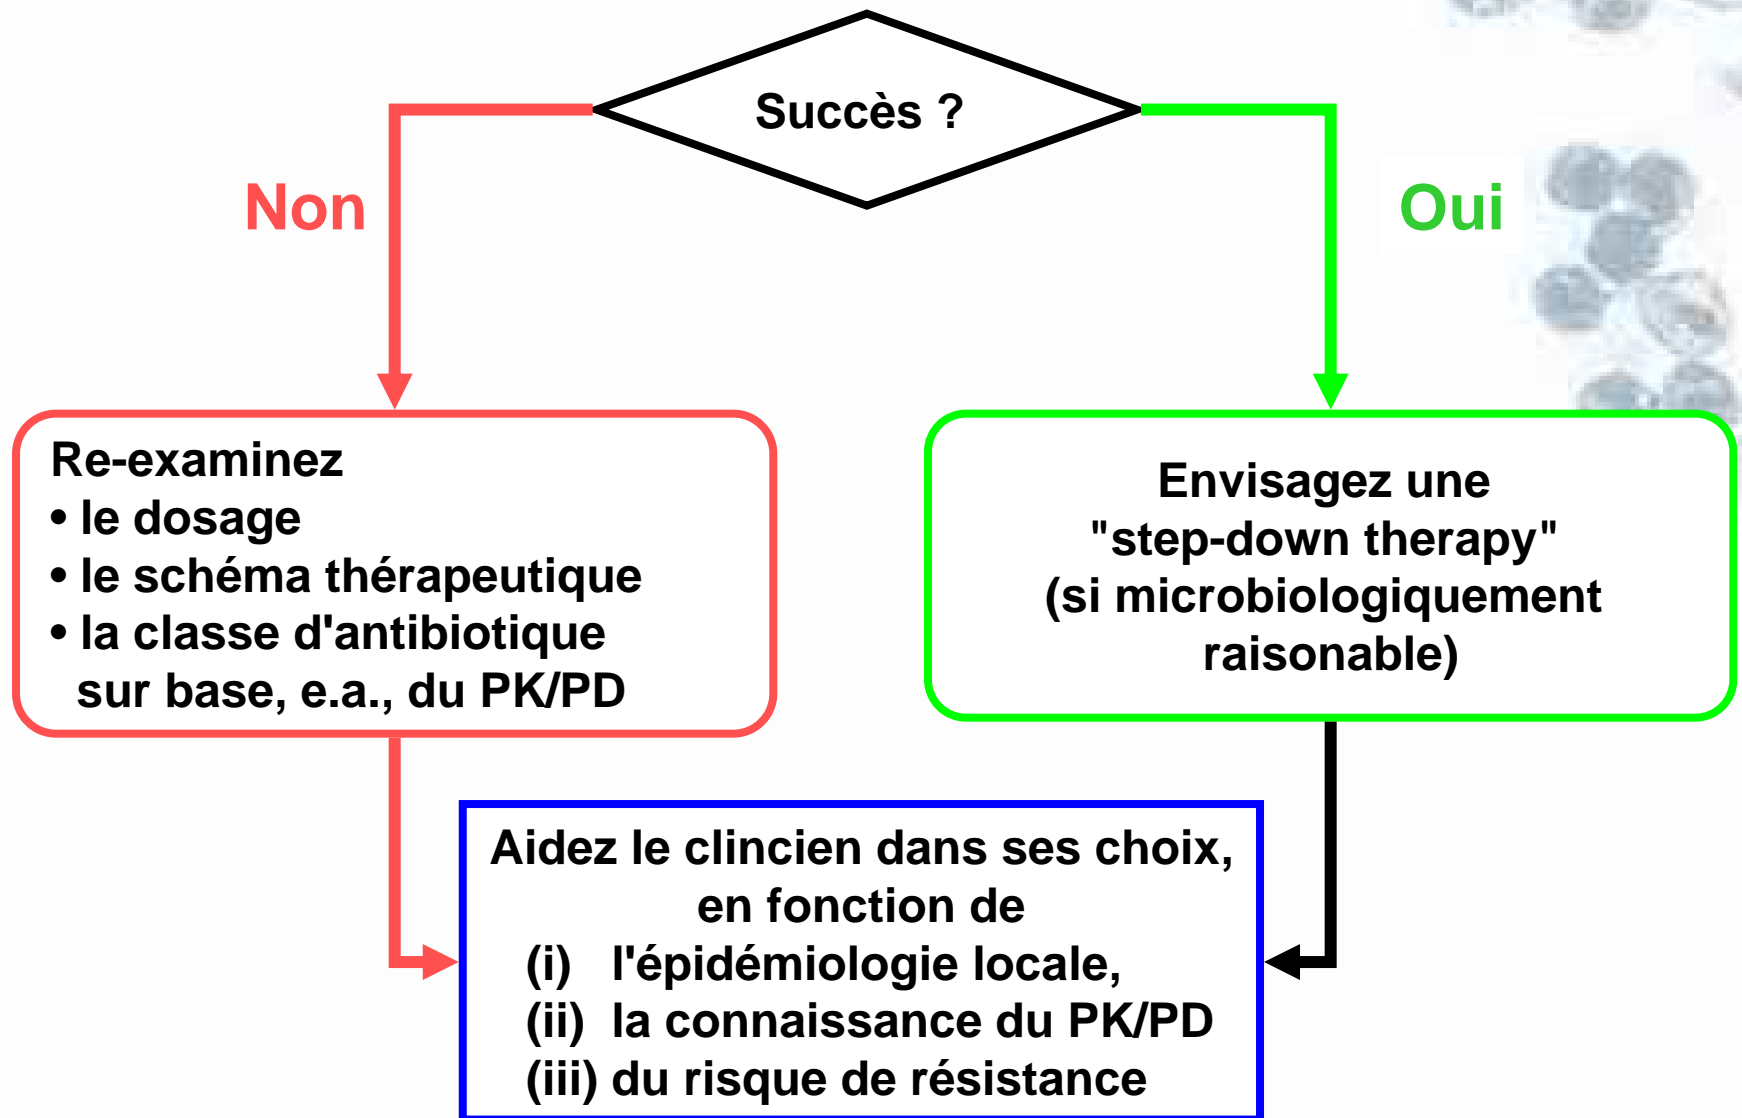 Succès ?
Non
Oui
Re-examinez
• le dosage
• le schéma thérapeutique
• la classe d'antibiotique
sur base, e.a., du PK/PD
Envisagez une
"step-down therapy"
(si microbiologiquement
raisonable)
Aidez le clincien dans ses choix,
en fonction de
(i) l'épidémiologie locale,
(ii) la connaissance du PK/PD
(iii) du risque de résistance